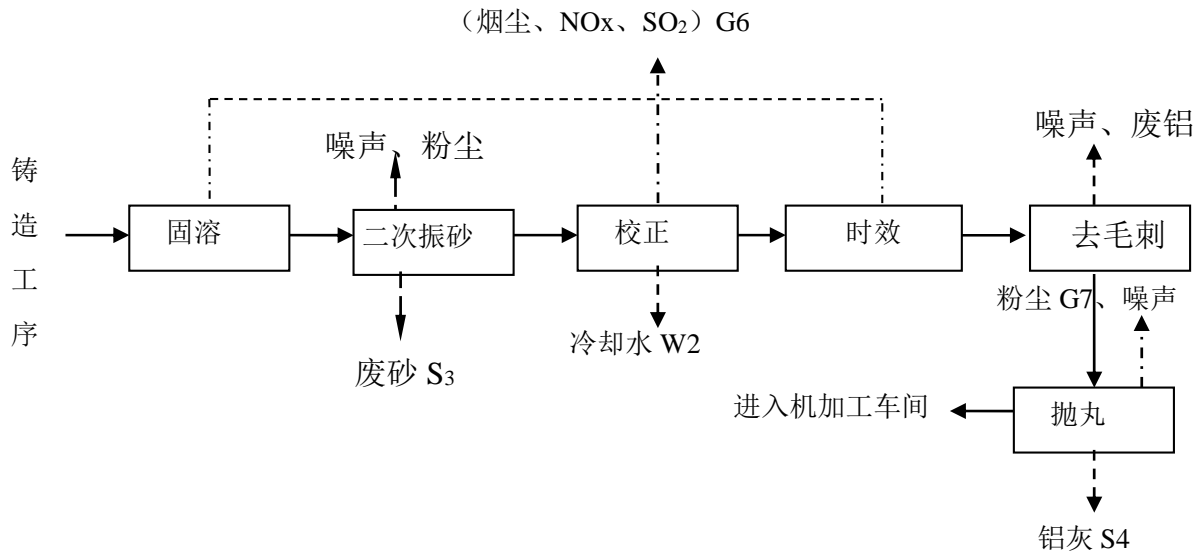 （烟尘、NOx、SO₂）G6
噪声、粉尘
噪声、废铝
铸
造
工
序
固溶
二次振砂
校正
时效
去毛刺
粉尘 G7、噪声
冷却水 W2
废砂 S₃
进入机加工车间
抛丸
铝灰 S4